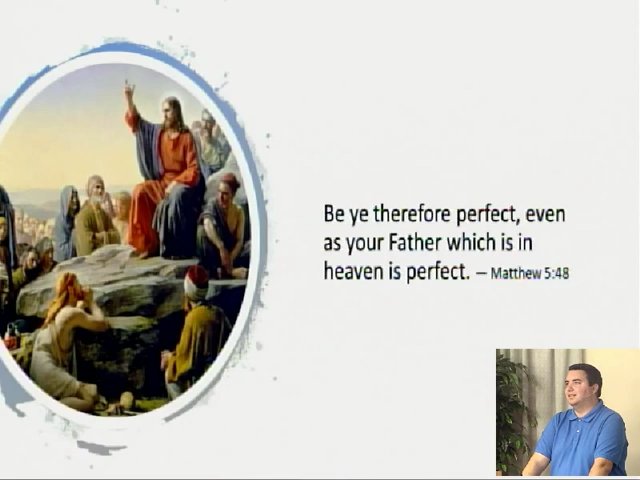 Be ye therefore perfect, even
as your Father which is in
heaven is perfect. — Matthew 5:48